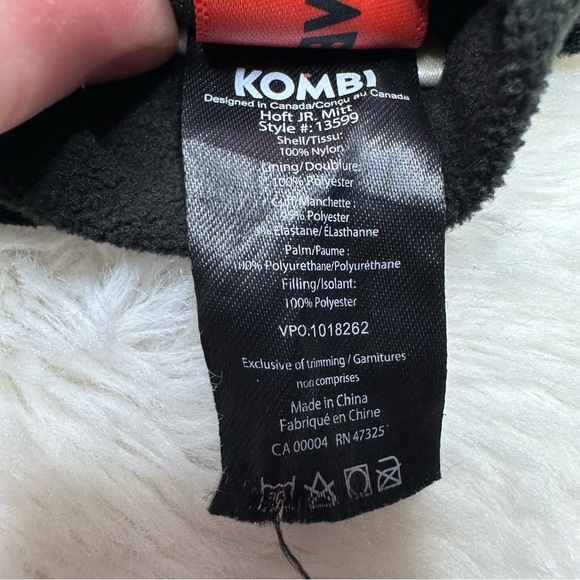 KOMBI
Designed in Canada/Conçu au Canada
Hoft JR. Mitt
Style #: 13599
Shell/Tissu:
100% Nylon
Lining/Doublure:
100% Polyester
Cuff/Manchette:
Polyester
Elastane/Élasthanne
Palm/Paume:
100% Polyurethane/Polyuréthane
Filling/Isolant:
100% Polyester
VPO.1018262
Exclusive of trimming / Garnitures
non comprises
Made in China
Fabriqué en Chine
CA 00004 RN 47325